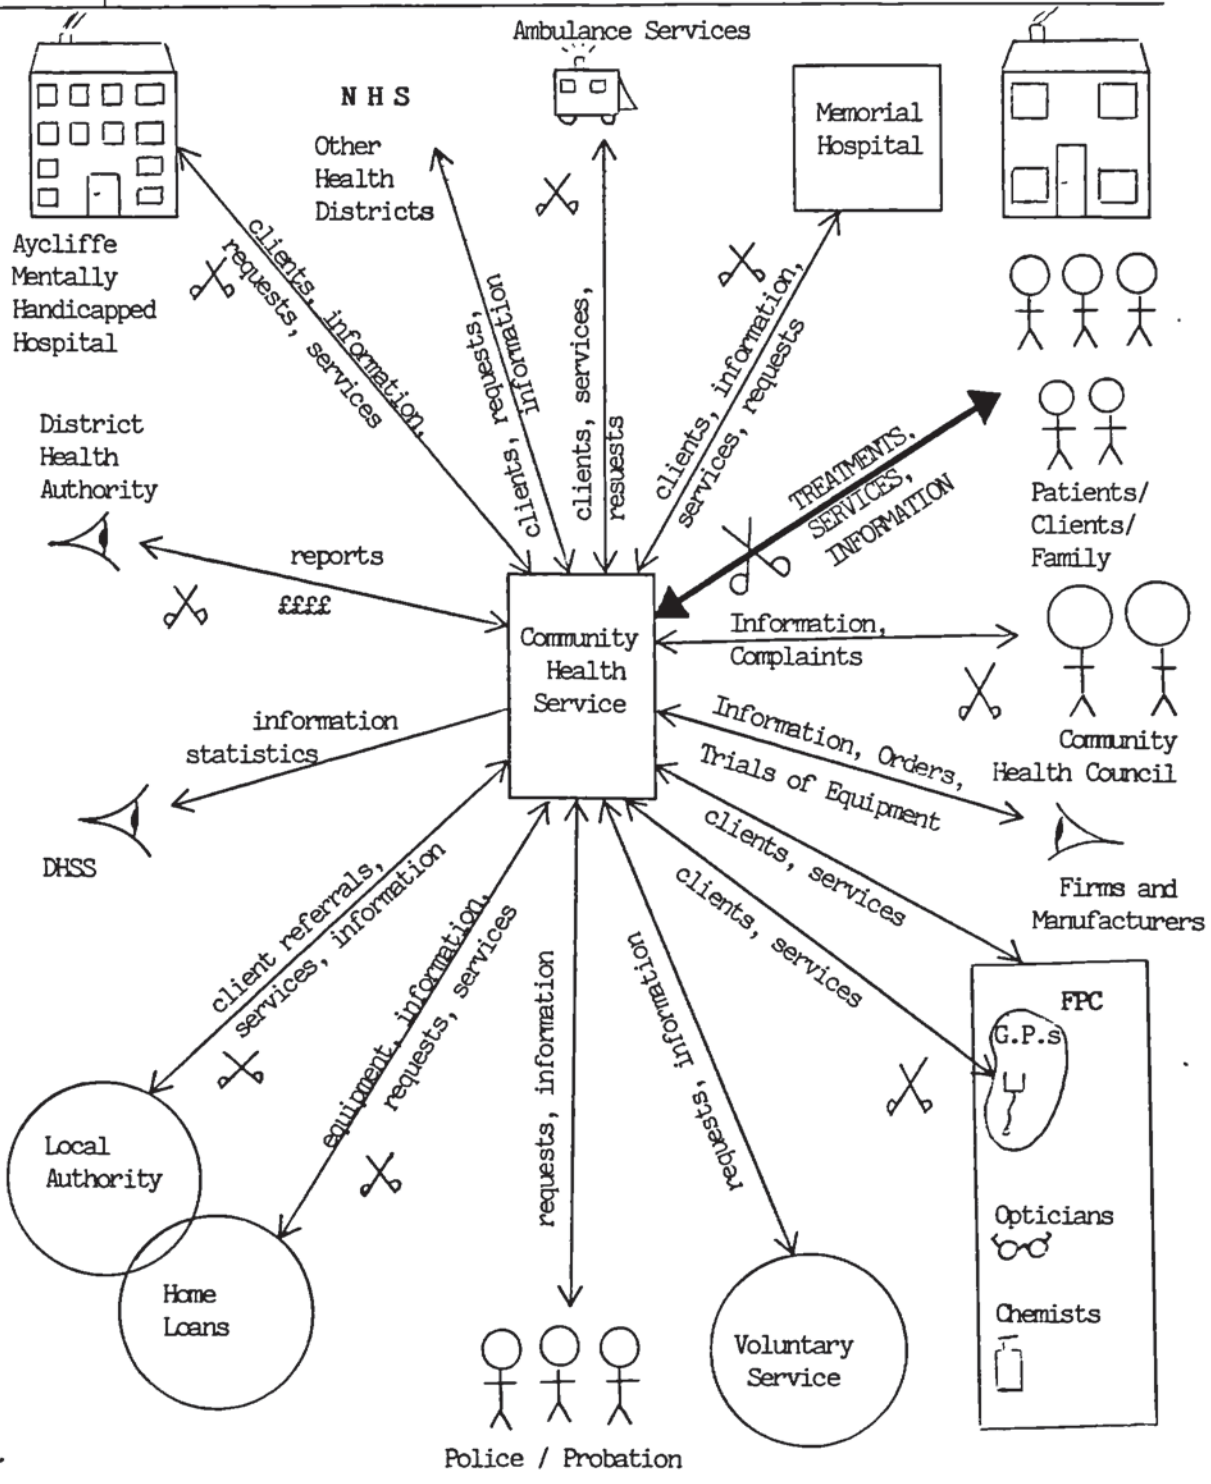 Ambulance Services
N H S
Other
Health
Districts
Memorial
Hospital
Aycliffe
Mentally
Handicapped
Hospital
clients, information,
requests, services
clients, requests,
information
clients, services,
resuests
clients, information,
services, requests
TREATMENTS.
SERVICES,
INFORMATION
Patients/
Clients/
Family
District
Health
Authority
reports
££££
Community
Health
Service
Information,
Complaints
Community
Health Council
information
statistics
DHSS
Information, Orders,
Trials of Equipment
Firms and
Manufacturers
clients, services
clients, services
client referrals,
services, information
equipment, information,
requests, services
requests, information
requests, information
FPC
G.P.s
Opticians
Chemists
Local
Authority
Home
Loans
Voluntary
Service
Police / Probation